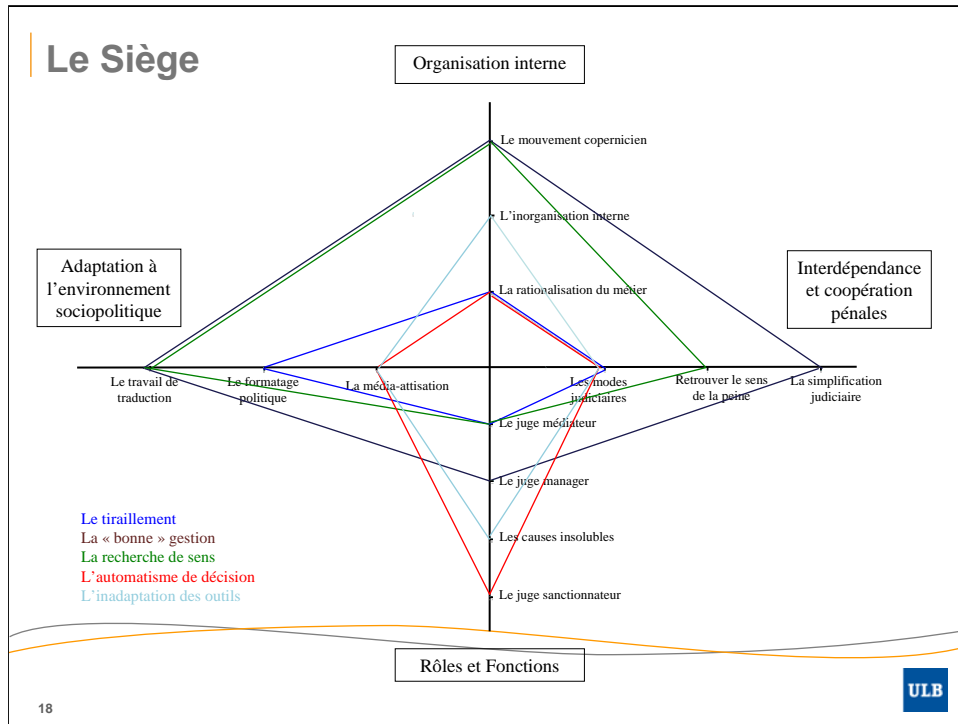 Le Siège
Organisation interne
Le mouvement copernicien
L'inorganisation interne
Adaptation à
l'environnement
sociopolitique
Interdépendance
et coopération
pénales
La rationalisation du métier
Le travail de
traduction
Le formatage
politique
La média-attisation
Les modes
judiciaires
Retrouver le sens
de la peine
La simplification
judiciaire
Le juge médiateur
Le juge manager
Les causes insolubles
Le juge sanctionnateur
Le tiraillement
La « bonne » gestion
La recherche de sens
L'automatisme de décision
L'inadaptation des outils
Rôles et Fonctions
ULB
18